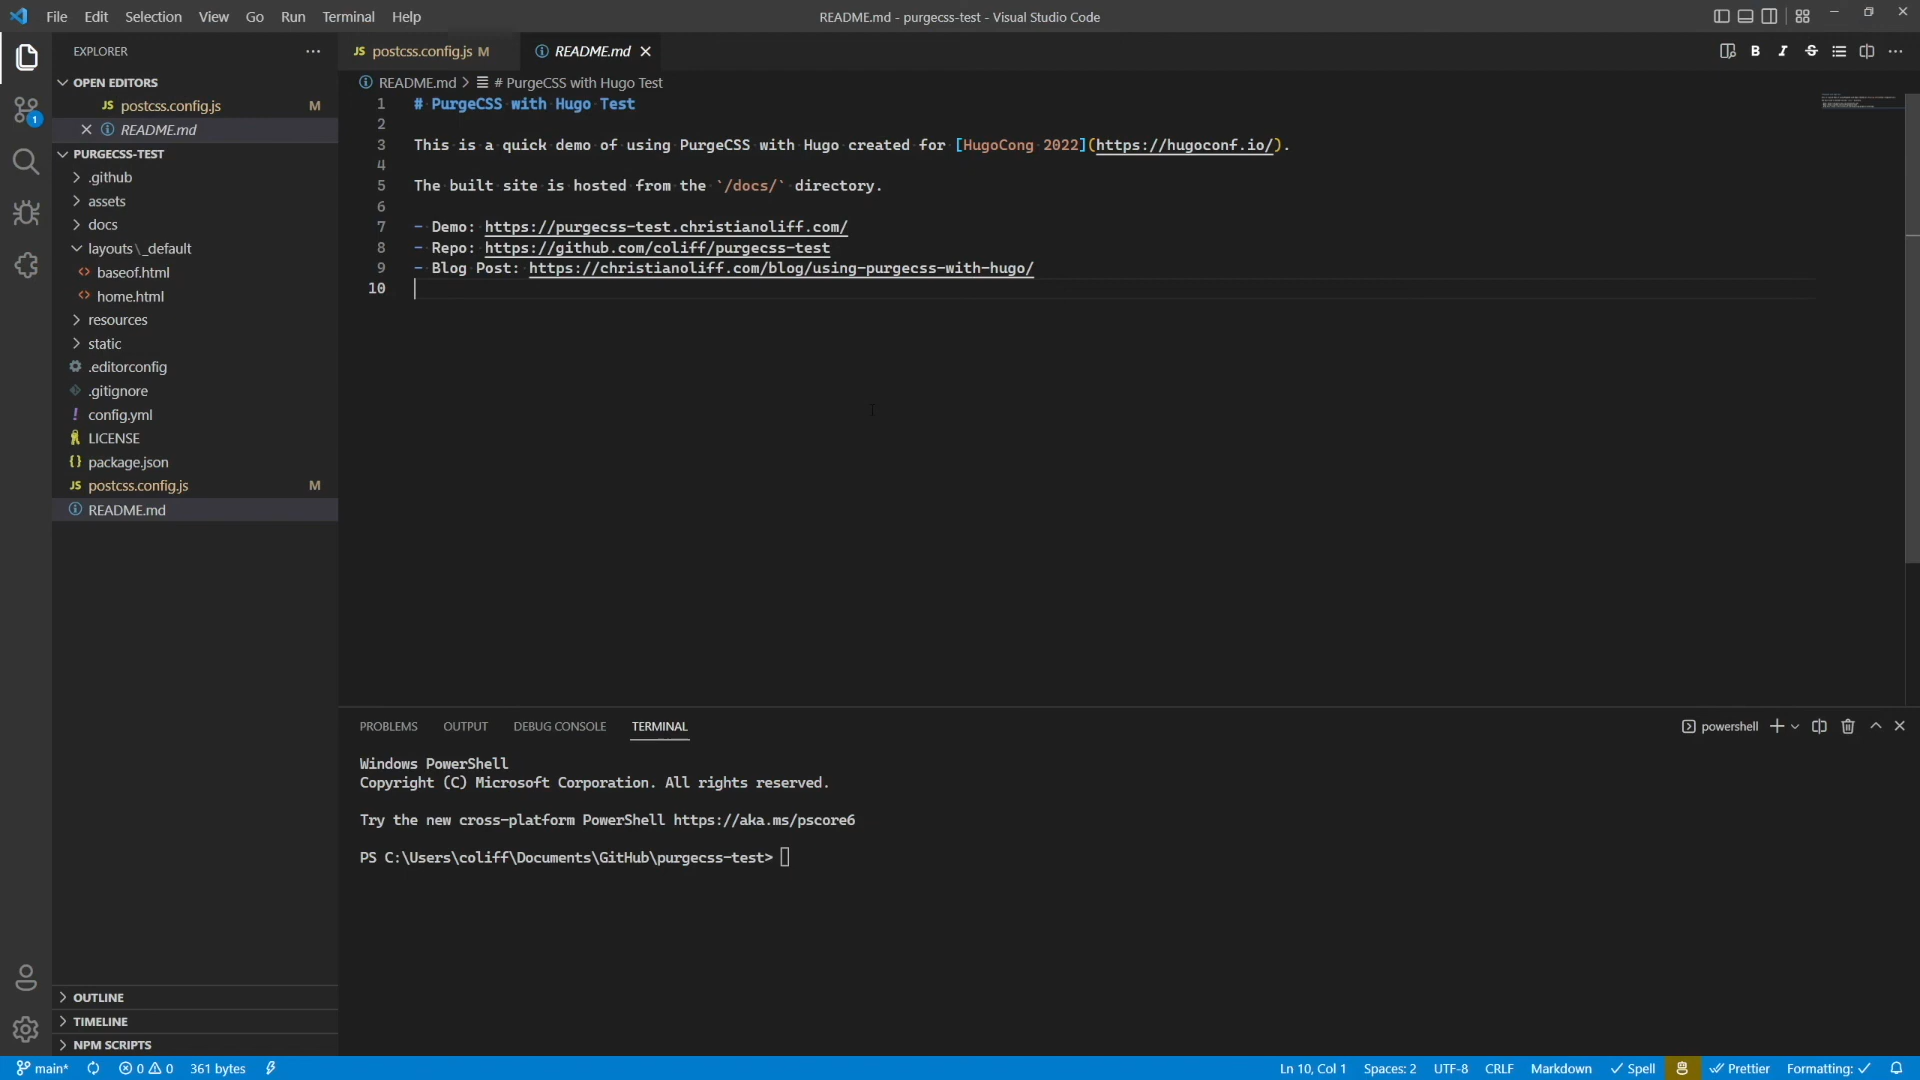 File Edit Selection View Go Run Terminal Help
README.md - purgecss-test - Visual Studio Code
EXPLORER
OPEN EDITORS
JS postcss.config.js M
README.md
PURGECSS-TEST
.github
assets
docs
layouts\_default
baseof.html
home.html
resources
static
.editorconfig
.gitignore
config.yml
LICENSE
package.json
JS postcss.config.js M
README.md
OUTLINE
TIMELINE
NPM SCRIPTS
JS postcss.config.js M README.md
README.md > # PurgeCSS with Hugo Test
1 # PurgeCSS with Hugo Test
2
3 This is a quick demo of using PurgeCSS with Hugo created for [HugoCong 2022](https://hugoconf.io/).
4
5 The built site is hosted from the `/docs/` directory.
6
7 - Demo: https://purgecss-test.christianoliff.com/
8 - Repo: https://github.com/coliff/purgecss-test
9 - Blog Post: https://christianoliff.com/blog/using-purgecss-with-hugo/
10
PROBLEMS OUTPUT DEBUG CONSOLE TERMINAL
powershell
Windows PowerShell
Copyright (C) Microsoft Corporation. All rights reserved.
Try the new cross-platform PowerShell https://aka.ms/pscore6
PS C:\Users\coliff\Documents\GitHub\purgecss-test>
main* 0 0 361 bytes
Ln 10, Col 1 Spaces: 2 UTF-8 CRLF Markdown Spell Prettier Formatting: